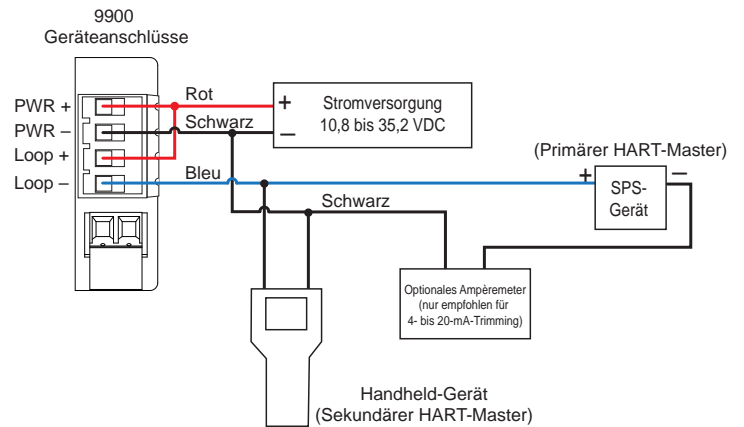 9900
Geräteanschlüsse
PWR +
PWR –
Loop +
Loop –
Rot
Schwarz
Bleu
Schwarz
+
–
Stromversorgung
10,8 bis 35,2 VDC
(Primärer HART-Master)
+
–
SPS-
Gerät
Optionales Ampèremeter
(nur empfohlen für
4- bis 20-mA-Trimming)
Handheld-Gerät
(Sekundärer HART-Master)